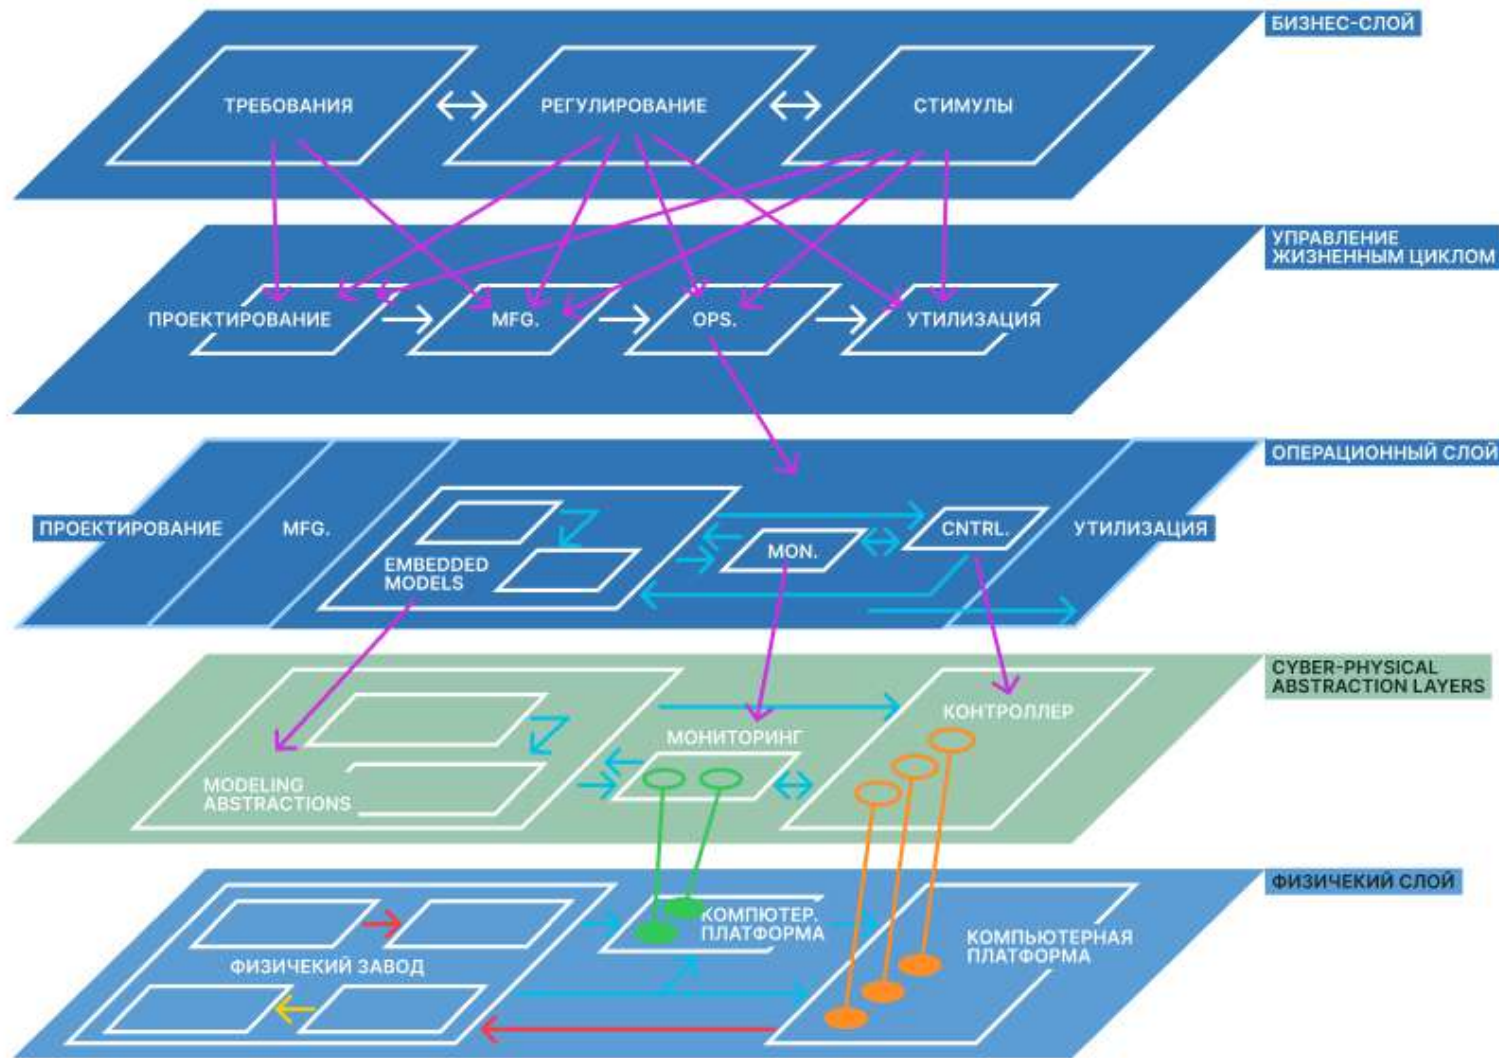 БИЗНЕС-СЛОЙ
ТРЕБОВАНИЯ
РЕГУЛИРОВАНИЕ
СТИМУЛЫ
УПРАВЛЕНИЕ
ЖИЗНЕННЫМ ЦИКЛОМ
ПРОЕКТИРОВАНИЕ
MFG.
OPS.
УТИЛИЗАЦИЯ
ОПЕРАЦИОННЫЙ СЛОЙ
ПРОЕКТИРОВАНИЕ
MFG.
EMBEDDED
MODELS
MON.
CNTRL.
УТИЛИЗАЦИЯ
CYBER-PHYSICAL
ABSTRACTION LAYERS
MODELING
ABSTRACTIONS
МОНИТОРИНГ
КОНТРОЛЛЕР
ФИЗИЧЕКИЙ СЛОЙ
ФИЗИЧЕКИЙ ЗАВОД
КОМПЮТЕР.
ПЛАТФОРМА
КОМПЬЮТЕРНАЯ
ПЛАТФОРМА